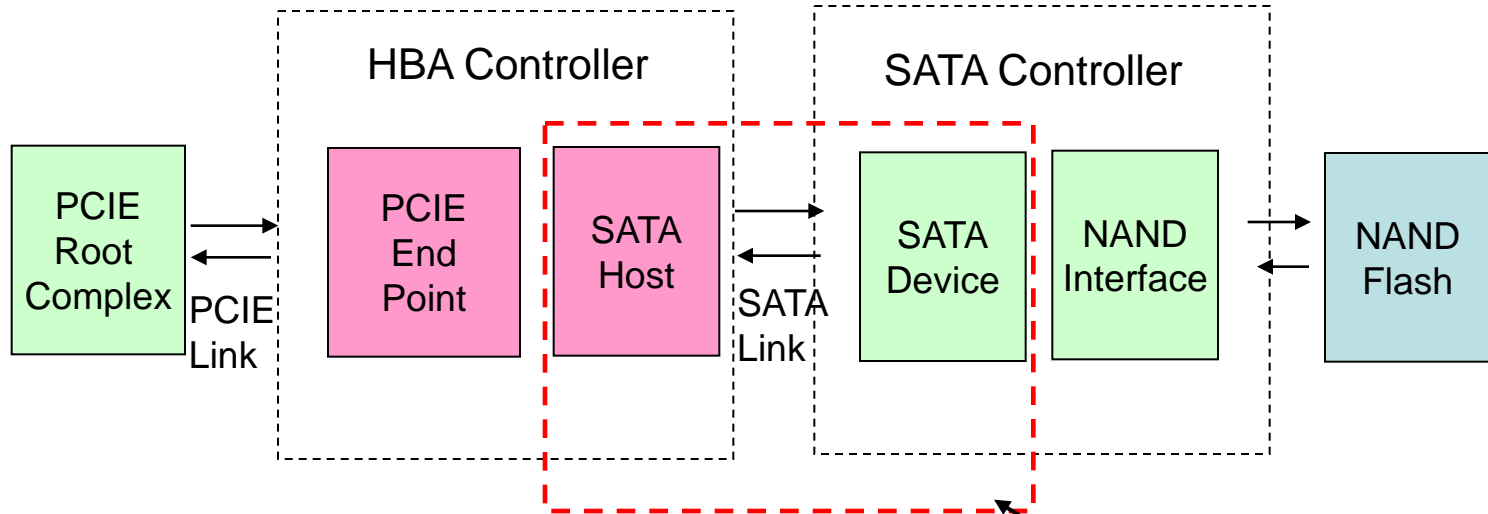 HBA Controller
SATA Controller
PCIE
Root
Complex
PCIE
Link
PCIE
End
Point
SATA
Host
SATA
Link
SATA
Device
NAND
Interface
NAND
Flash